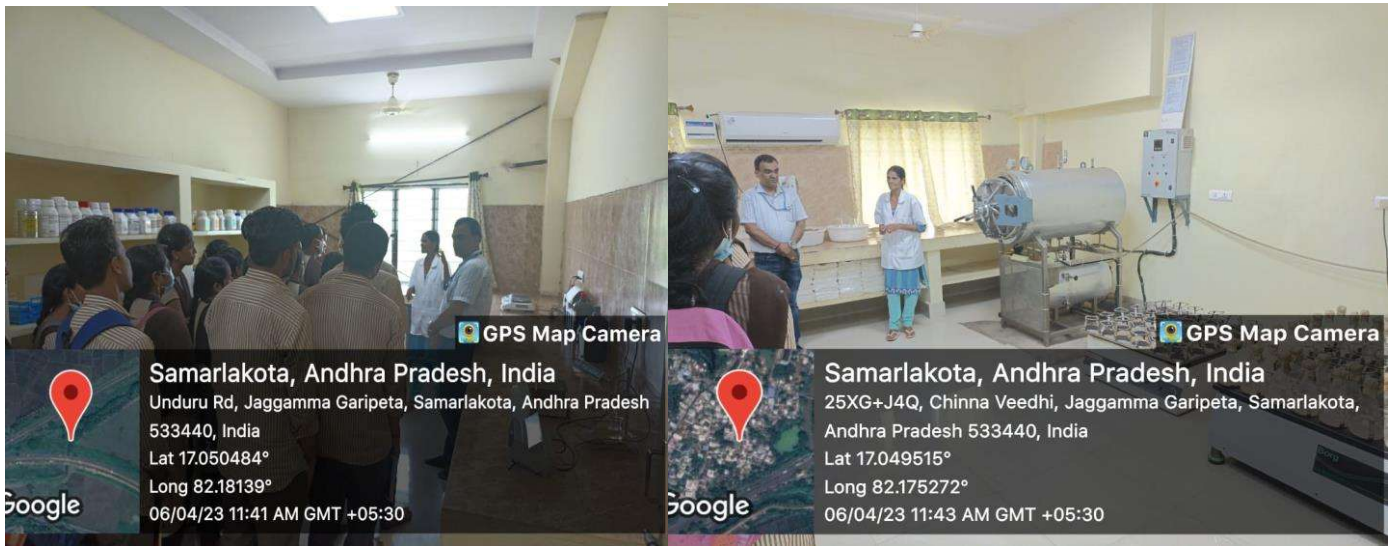 GPS Map Camera
Samarlakota, Andhra Pradesh, India
Unduru Rd, Jaggamma Garipeta, Samarlakota, Andhra Pradesh
533440, India
Lat 17.050484°
Long 82.18139°
06/04/23 11:41 AM GMT +05:30
Google
GPS Map Camera
Samarlakota, Andhra Pradesh, India
25XG+J4Q, Chinna Veedhi, Jaggamma Garipeta, Samarlakota,
Andhra Pradesh 533440, India
Lat 17.049515°
Long 82.175272°
06/04/23 11:43 AM GMT +05:30
Google